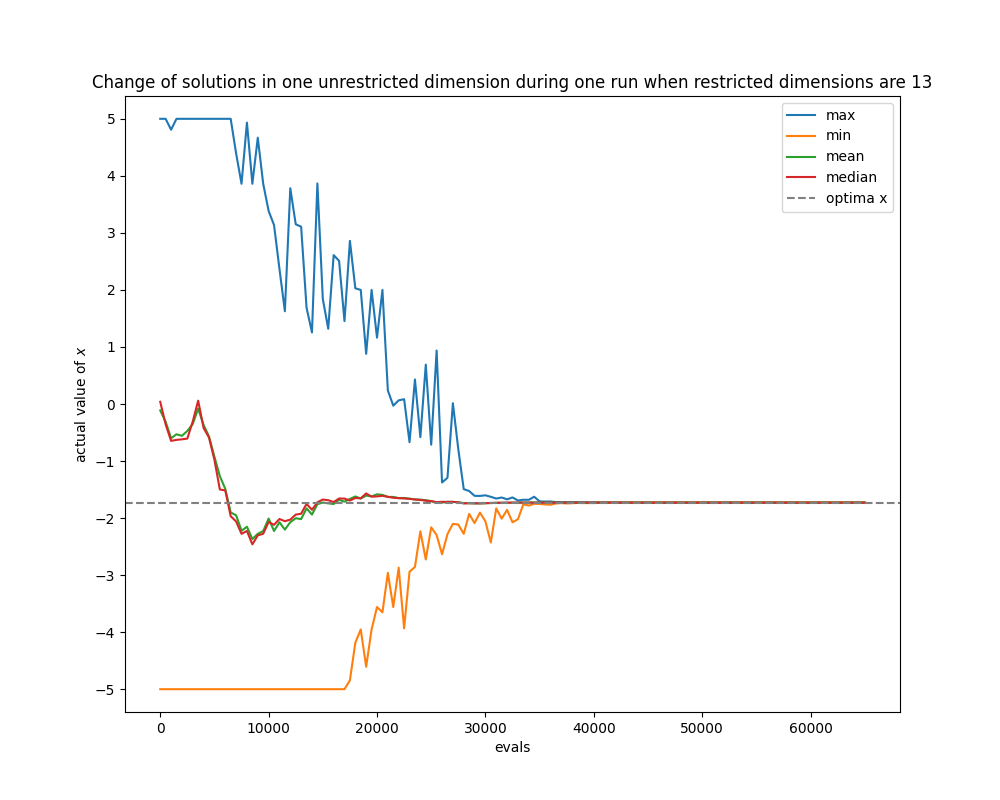 Change of solutions in one unrestricted dimension during one run when restricted dimensions are 13
max
min
mean
median
optima x
5
4
3
2
1
0
−1
−2
−3
−4
−5
actual value of x
0 10000 20000 30000 40000 50000 60000
evals